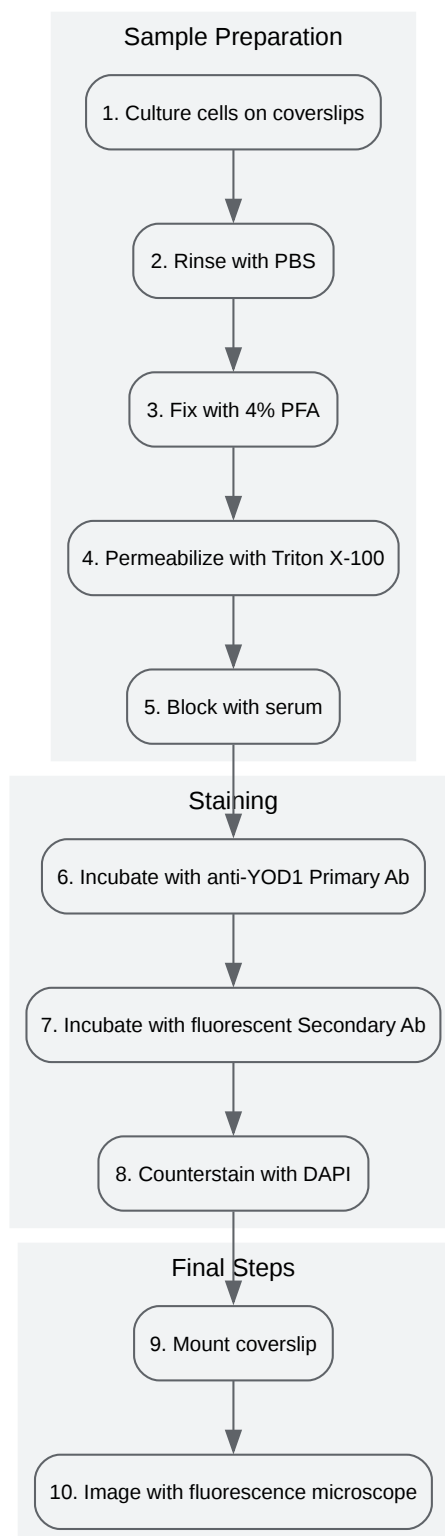 Sample Preparation
1. Culture cells on coverslips
2. Rinse with PBS
3. Fix with 4% PFA
4. Permeabilize with Triton X-100
5. Block with serum
Staining
6. Incubate with anti-YOD1 Primary Ab
7. Incubate with fluorescent Secondary Ab
8. Counterstain with DAPI
Final Steps
9. Mount coverslip
10. Image with fluorescence microscope